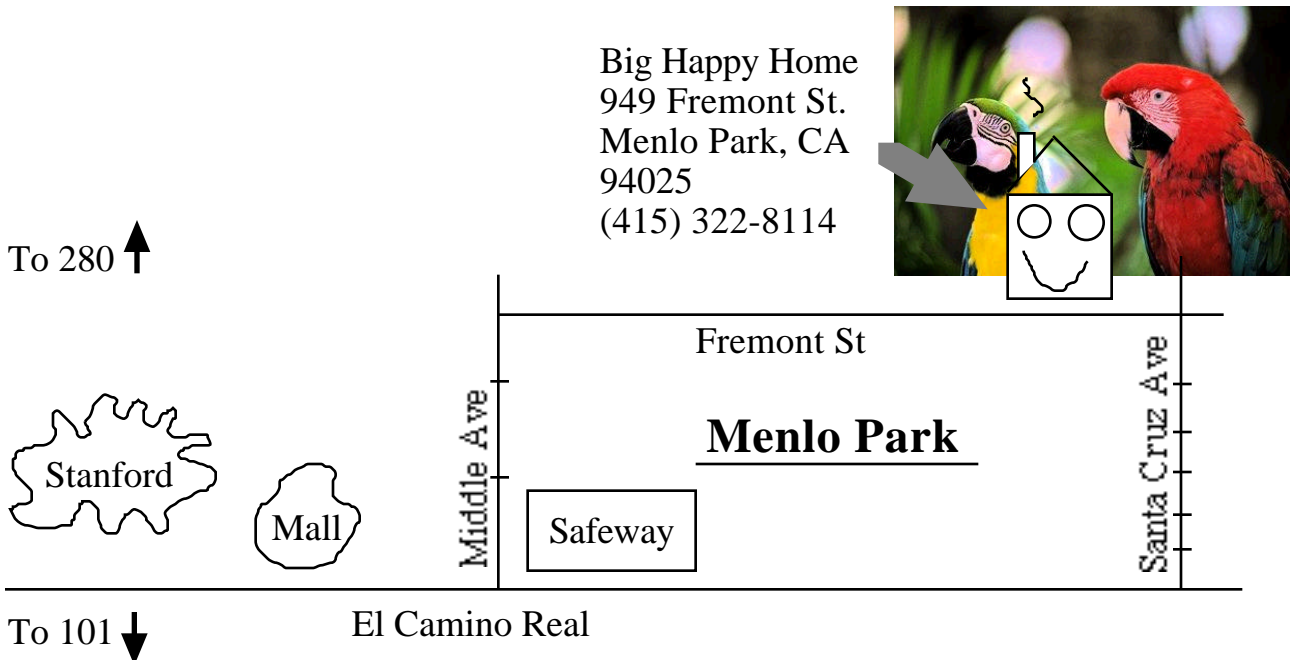 Big Happy Home
949 Fremont St.
Menlo Park, CA
94025
(415) 322-8114
To 280
Fremont St
Middle Ave
Santa Cruz Ave
Menlo Park
Stanford
Mall
Safeway
El Camino Real
To 101